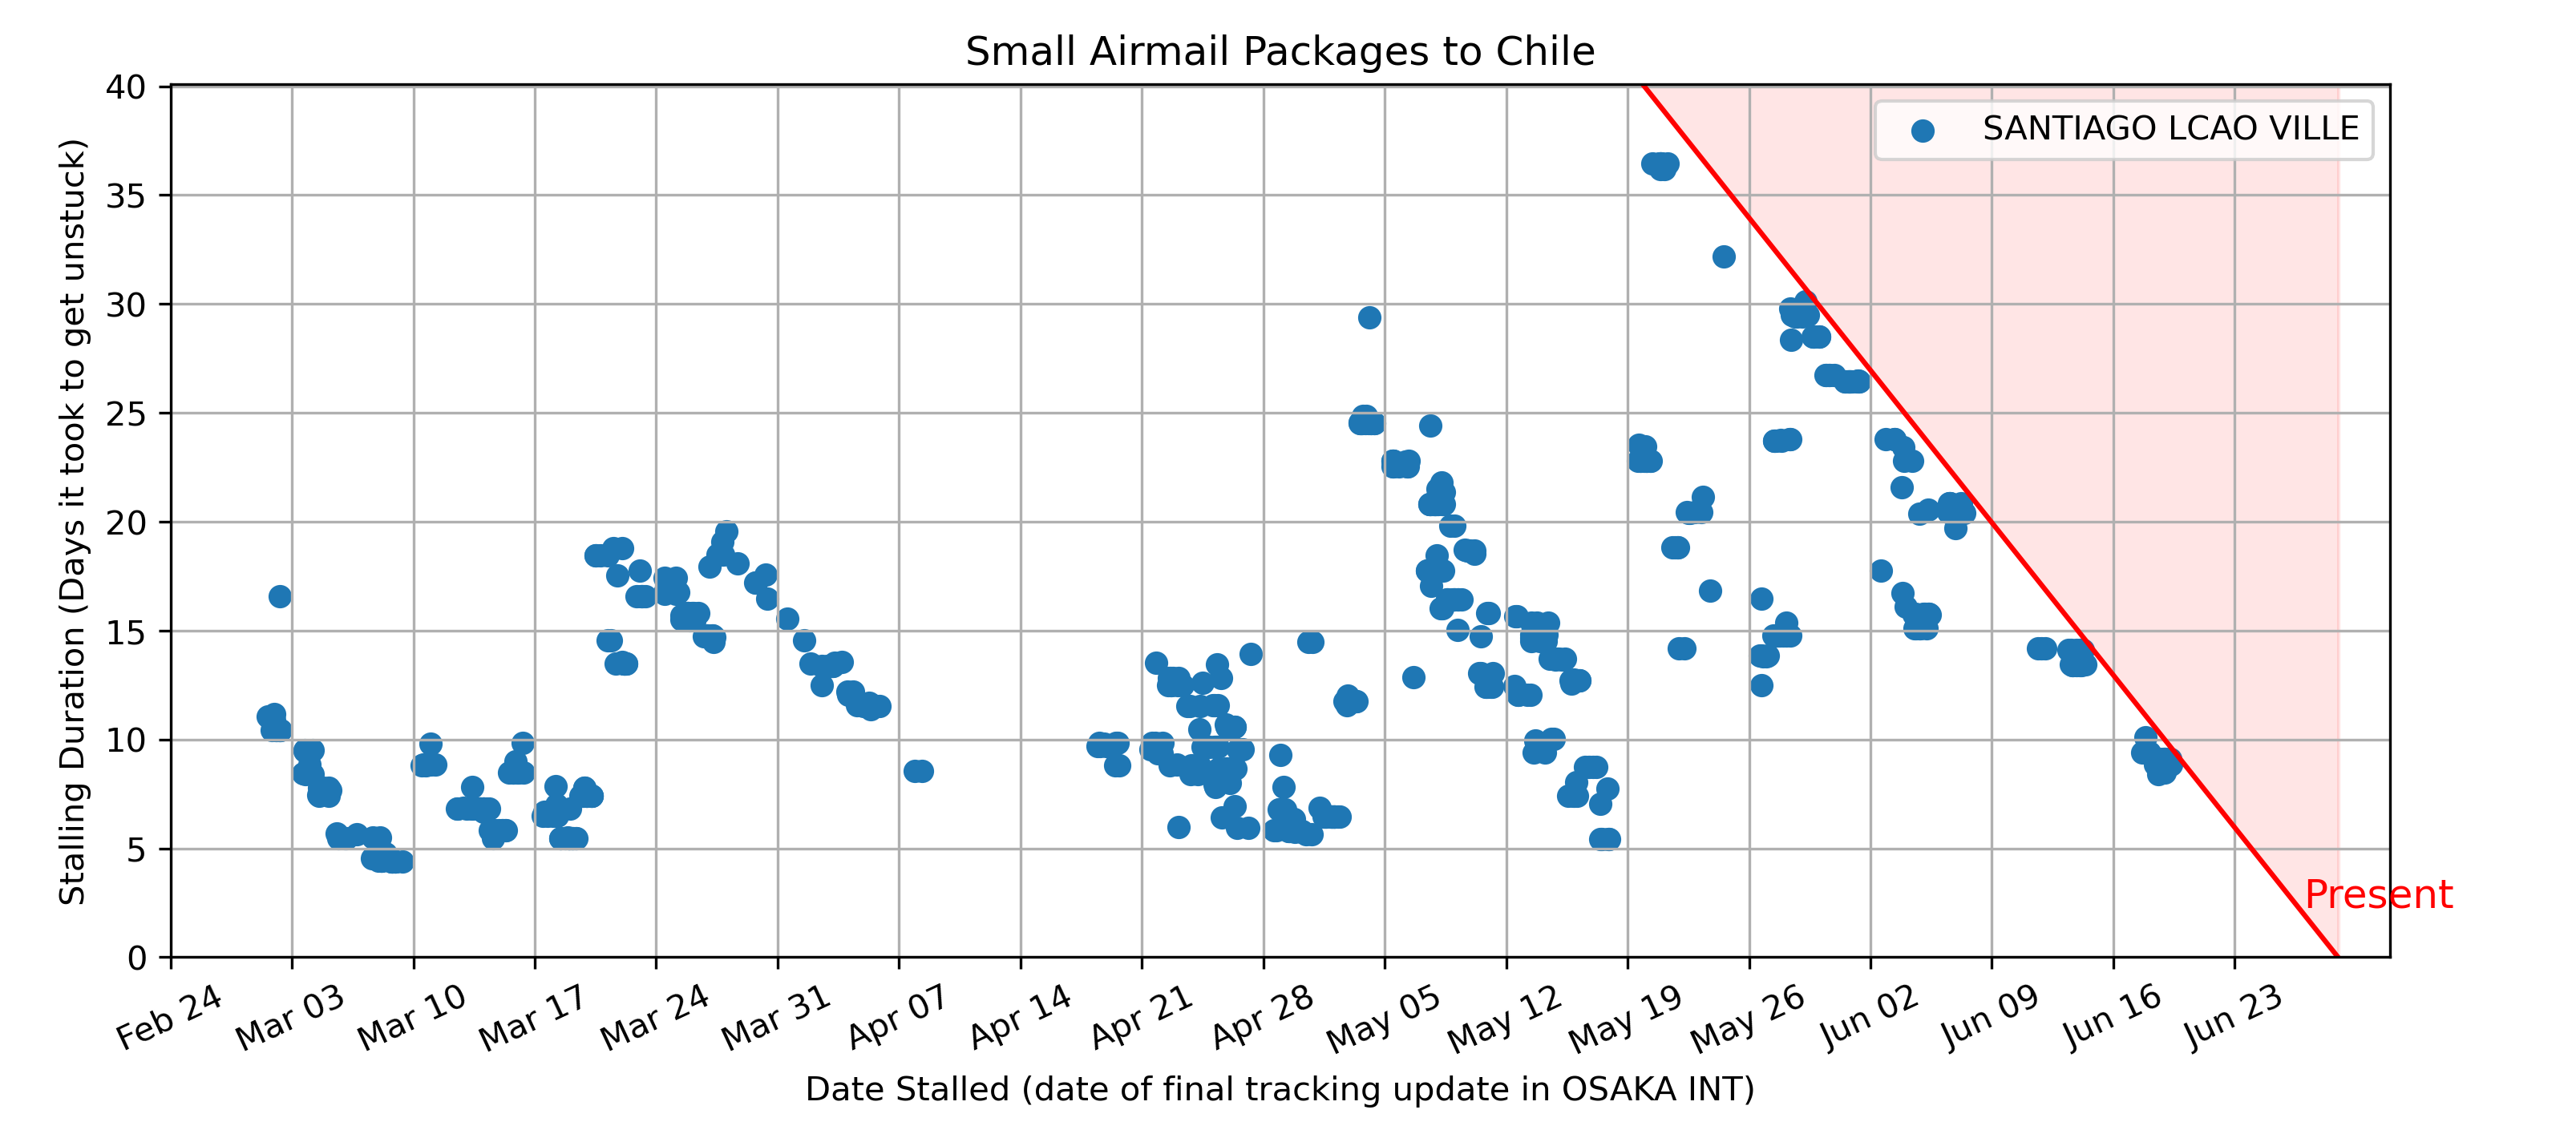 Small Airmail Packages to Chile
Stalling Duration (Days it took to get unstuck)
40
35
30
25
20
15
10
5
0
SANTIAGO LCAO VILLE
Present
Feb 24
Mar 03
Mar 10
Mar 17
Mar 24
Mar 31
Apr 07
Apr 14
Apr 21
Apr 28
May 05
May 12
May 19
May 26
Jun 02
Jun 09
Jun 16
Jun 23
Date Stalled (date of final tracking update in OSAKA INT)